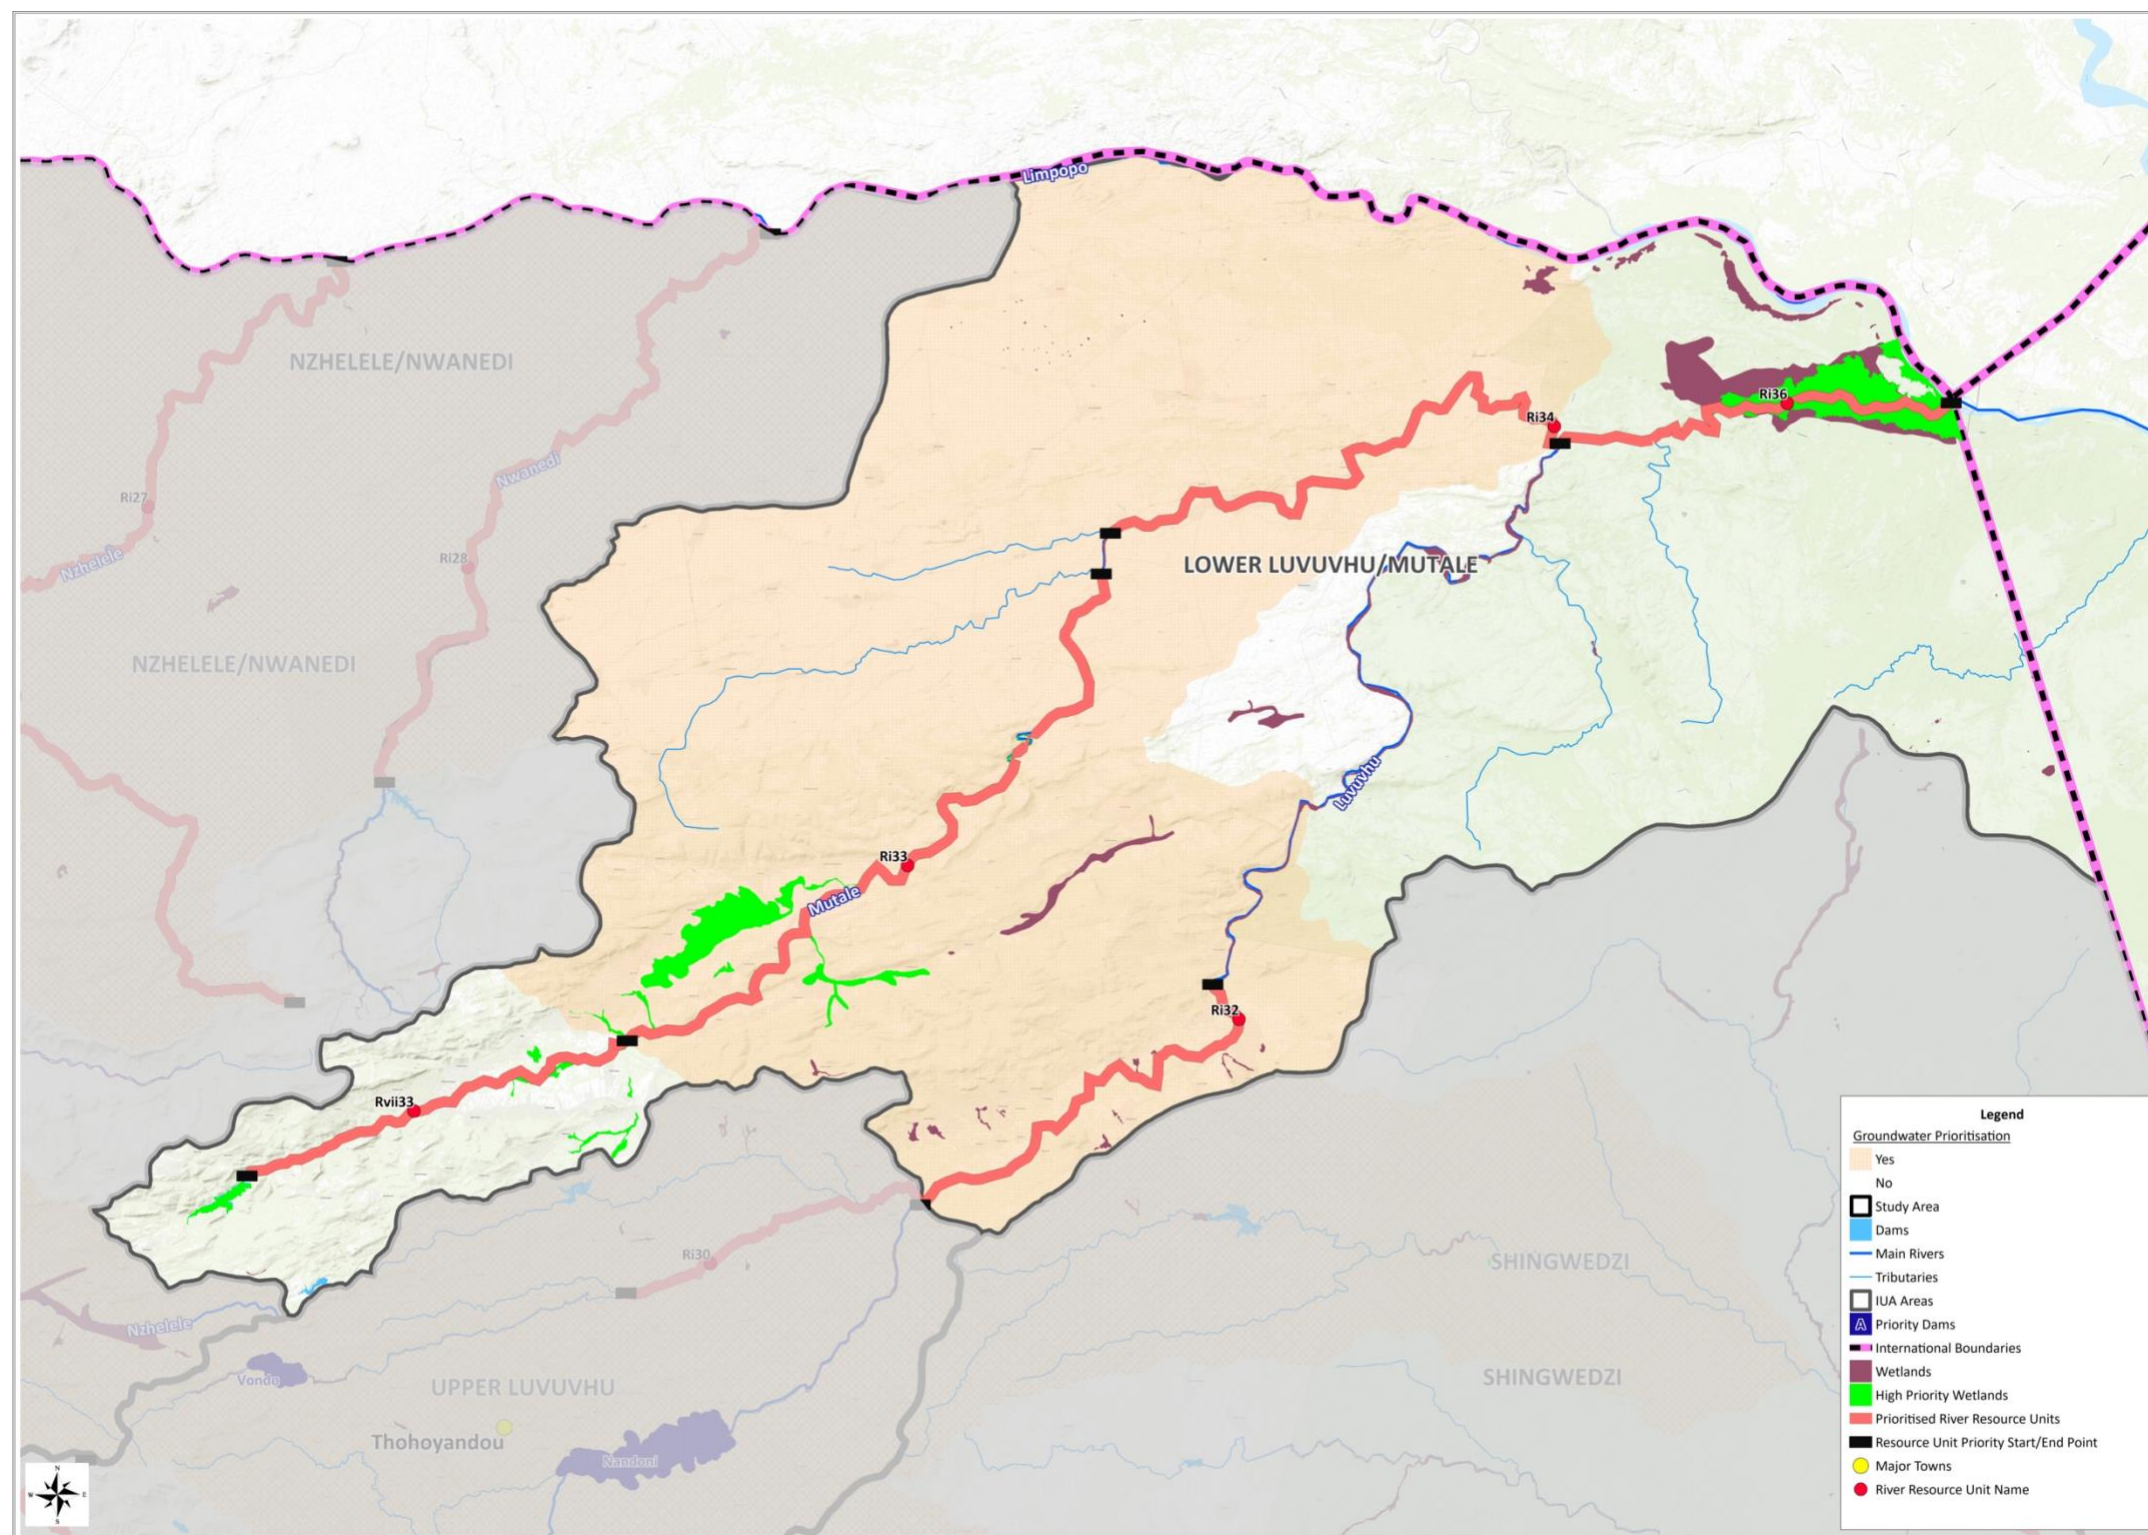 Limpopo
NZHELELE/NWANEDI
Ri36
Ri34
Nwanedi
Ri27
Ri28
Nzhelele
LOWER LUVUVHU/MUTALE
NZHELELE/NWANEDI
Luvuvhu
Ri33
Mutale
Ri32
Rvii33
Ri30
SHINGWEDZI
Nzhelele
SHINGWEDZI
Vondo
UPPER LUVUVHU
Thohoyandou
Nandoni
N
W E
S
Legend
Groundwater Prioritisation
Yes
No
Study Area
Dams
Main Rivers
Tributaries
IUA Areas
A Priority Dams
International Boundaries
Wetlands
High Priority Wetlands
Prioritised River Resource Units
Resource Unit Priority Start/End Point
Major Towns
River Resource Unit Name